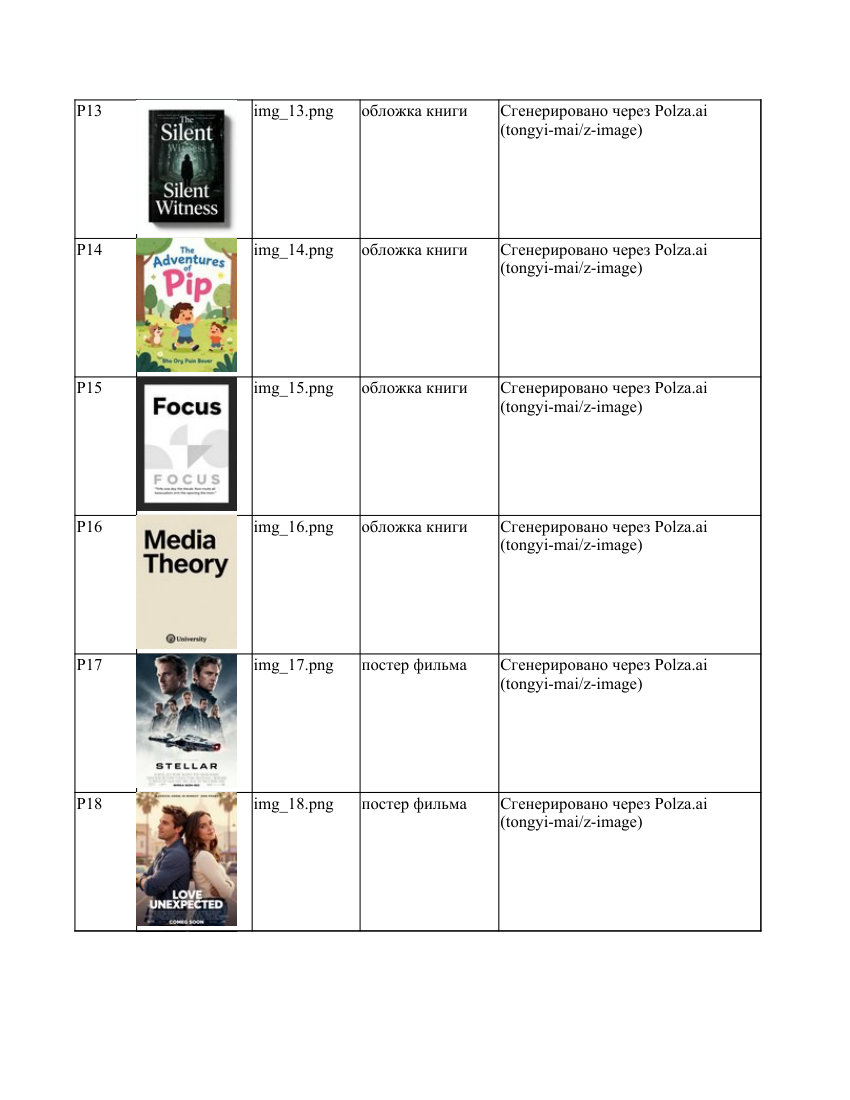 P13
The
Silent
Witness
Silent
Witness
img_13.png
обложка книги
Сгенерировано через Polza.ai
(tongyi-mai/z-image)
P14
The
Adventures
of
Pip
img_14.png
обложка книги
Сгенерировано через Polza.ai
(tongyi-mai/z-image)
P15
Focus
FOCUS
img_15.png
обложка книги
Сгенерировано через Polza.ai
(tongyi-mai/z-image)
P16
Media
Theory
University
img_16.png
обложка книги
Сгенерировано через Polza.ai
(tongyi-mai/z-image)
P17
STELLAR
img_17.png
постер фильма
Сгенерировано через Polza.ai
(tongyi-mai/z-image)
P18
LOVE
UNEXPECTED
COMEG SOON
img_18.png
постер фильма
Сгенерировано через Polza.ai
(tongyi-mai/z-image)